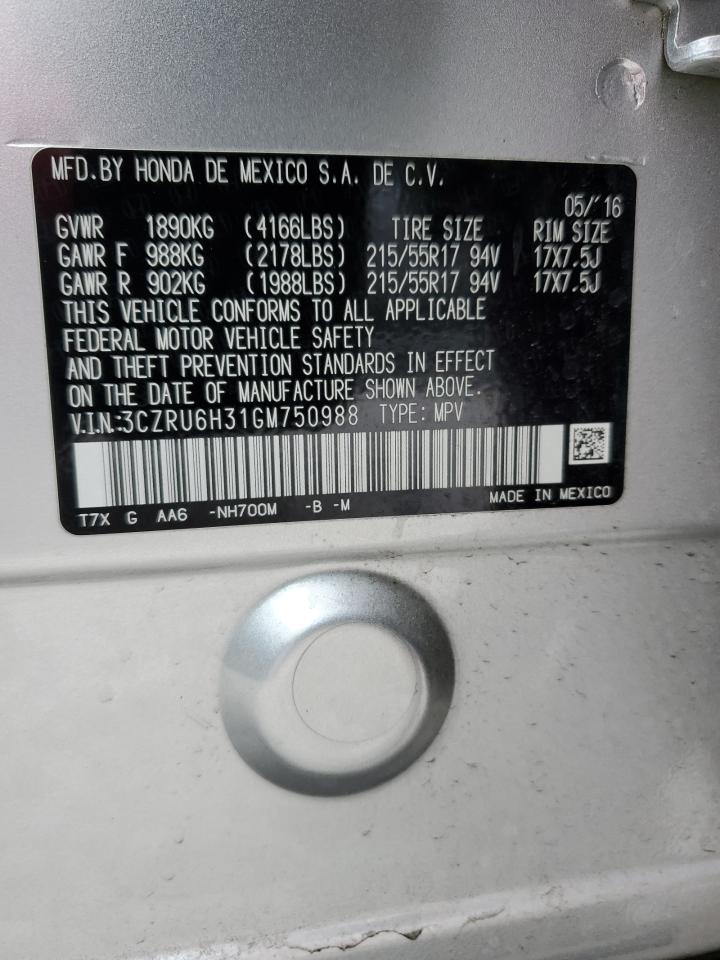 MFD.BY HONDA DE MEXICO S.A. DE C.V.
05/'16
GVWR 1890KG (4166LBS) TIRE SIZE RIM SIZE
GAWR F 988KG (2178LBS) 215/55R17 94V 17X7.5J
GAWR R 902KG (1988LBS) 215/55R17 94V 17X7.5J
THIS VEHICLE CONFORMS TO ALL APPLICABLE
FEDERAL MOTOR VEHICLE SAFETY
AND THEFT PREVENTION STANDARDS IN EFFECT
ON THE DATE OF MANUFACTURE SHOWN ABOVE.
V.I.N.:3CZRU6H31GM750988 TYPE: MPV
T7X G AA6 -NH700M -B -M MADE IN MEXICO